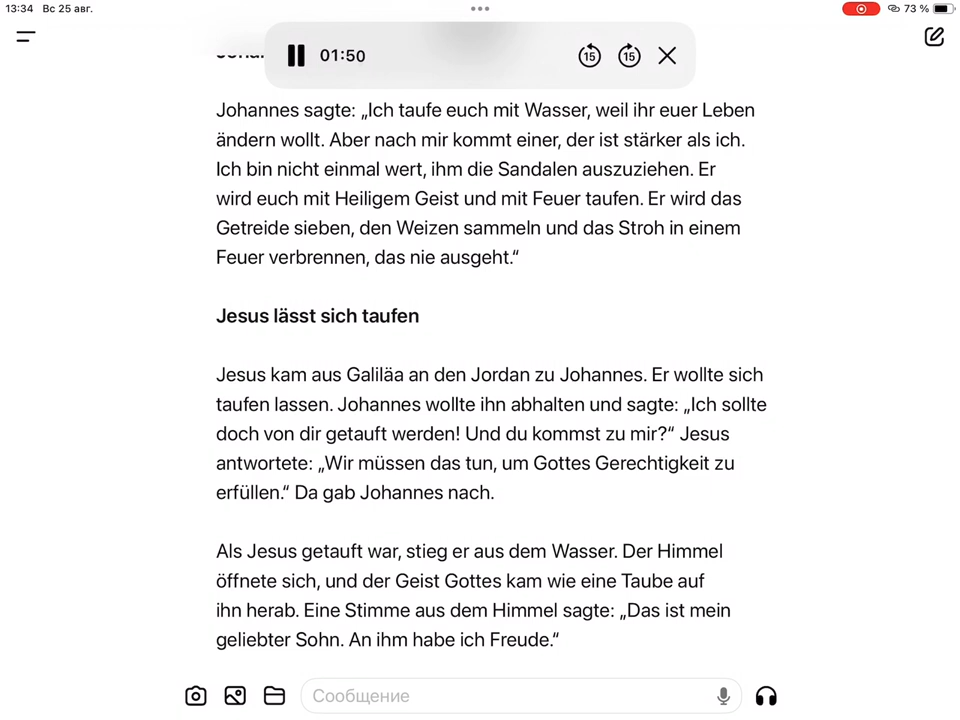 13:34 Вс 25 авг.
73 %
01:50
15
15
Johannes sagte: „Ich taufe euch mit Wasser, weil ihr euer Leben
ändern wollt. Aber nach mir kommt einer, der ist stärker als ich.
Ich bin nicht einmal wert, ihm die Sandalen auszuziehen. Er
wird euch mit Heiligem Geist und mit Feuer taufen. Er wird das
Getreide sieben, den Weizen sammeln und das Stroh in einem
Feuer verbrennen, das nie ausgeht.“
Jesus lässt sich taufen
Jesus kam aus Galiläa an den Jordan zu Johannes. Er wollte sich
taufen lassen. Johannes wollte ihn abhalten und sagte: „Ich sollte
doch von dir getauft werden! Und du kommst zu mir?“ Jesus
antwortete: „Wir müssen das tun, um Gottes Gerechtigkeit zu
erfüllen.“ Da gab Johannes nach.
Als Jesus getauft war, stieg er aus dem Wasser. Der Himmel
öffnete sich, und der Geist Gottes kam wie eine Taube auf
ihn herab. Eine Stimme aus dem Himmel sagte: „Das ist mein
geliebter Sohn. An ihm habe ich Freude.“
Сообщение